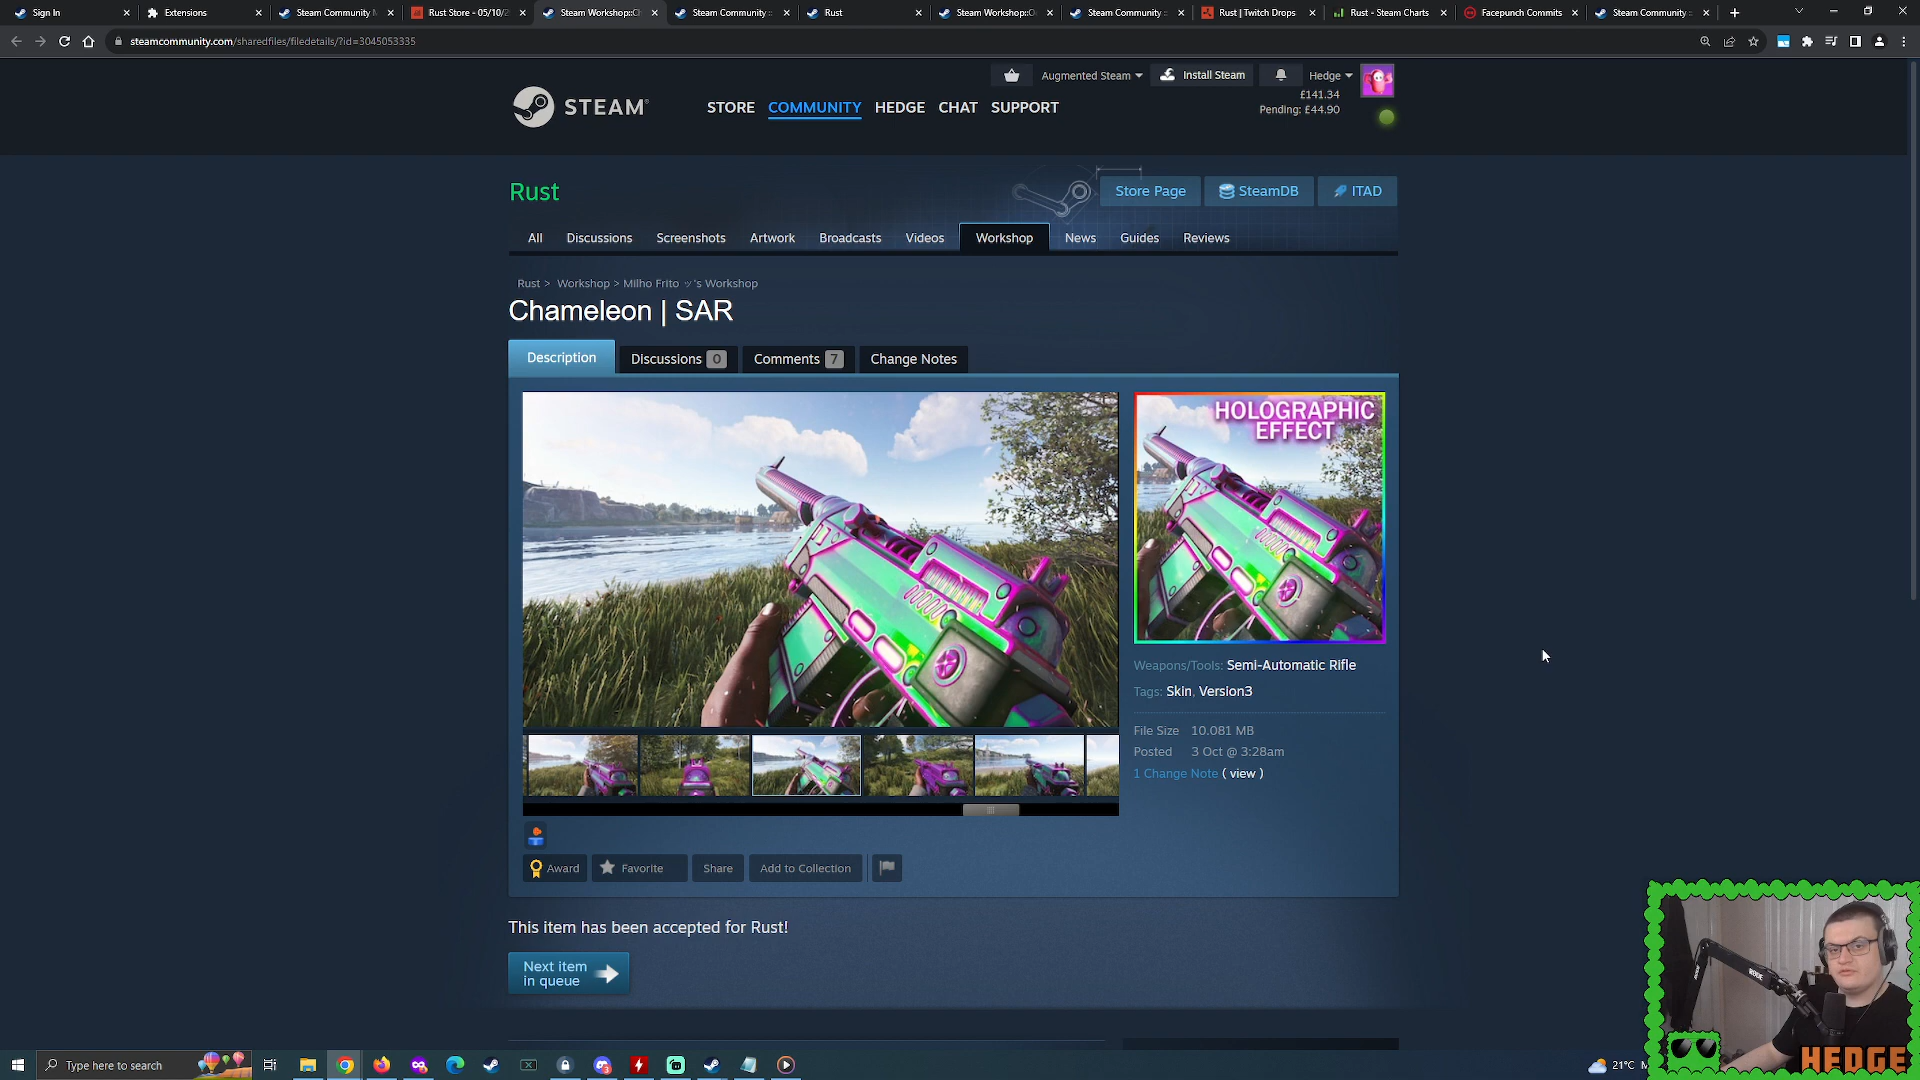 Sign In
Extensions
Steam Community M
Rust Store - 05/10/2
Steam Workshop::Ch
Steam Community ::
Rust
Steam Workshop::O
Steam Community ::
Rust | Twitch Drops
Rust - Steam Charts
Facepunch Commits
Steam Community ::
steamcommunity.com/sharedfiles/filedetails/?id=3045053335
Augmented Steam
Install Steam
Hedge
£141.34
Pending: £44.90
STEAM
STORE
COMMUNITY
HEDGE
CHAT
SUPPORT
Rust
Store Page
SteamDB
ITAD
All
Discussions
Screenshots
Artwork
Broadcasts
Videos
Workshop
News
Guides
Reviews
Rust > Workshop > Milho Frito ッ's Workshop
Chameleon | SAR
Description
Discussions 0
Comments 7
Change Notes
HOLOGRAPHIC
EFFECT
Weapons/Tools: Semi-Automatic Rifle
Tags: Skin, Version3
File Size 10.081 MB
Posted 3 Oct @ 3:28am
1 Change Note ( view )
Award
Favorite
Share
Add to Collection
This item has been accepted for Rust!
Next item
in queue
Type here to search
21°C M
HEDGE